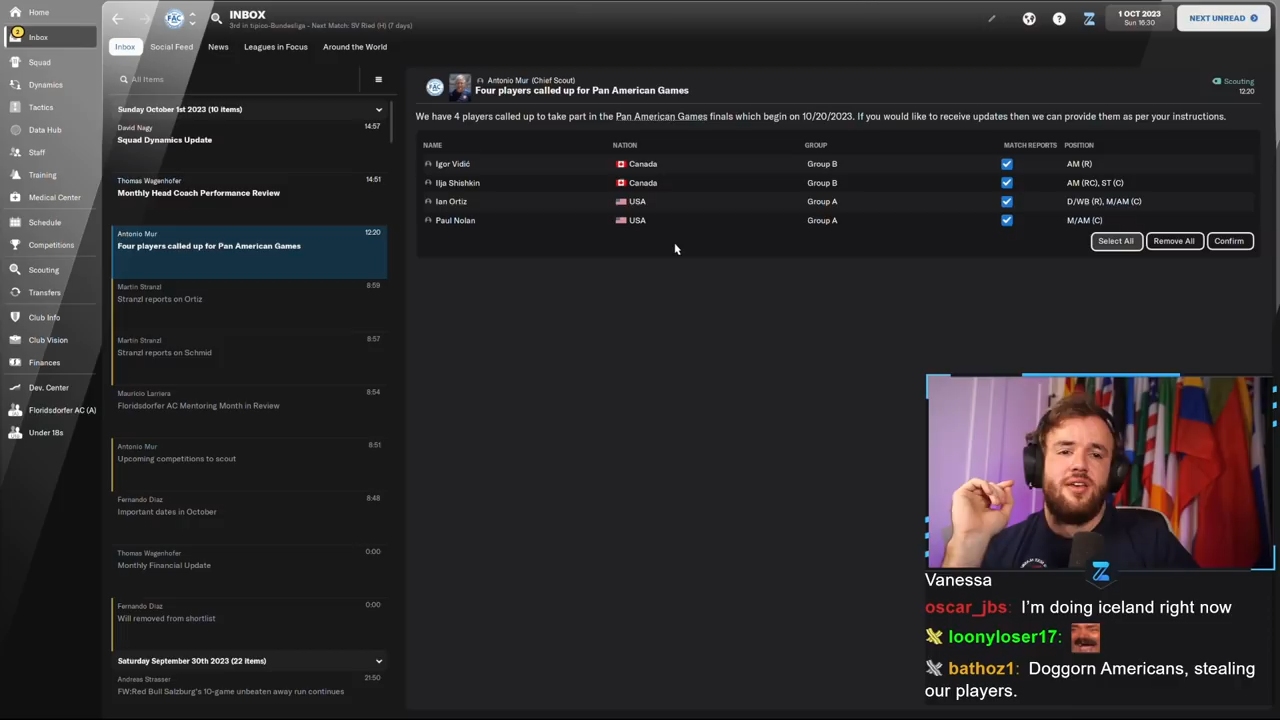 Home
2
Inbox
Squad
Dynamics
Tactics
Data Hub
Staff
Training
Medical Center
Schedule
Competitions
Scouting
Transfers
Club Info
Club Vision
Finances
Dev. Center
Floridsdorfer AC (A)
Under 18s
FAC
INBOX
3rd in tipico-Bundesliga - Next Match: SV Ried (H) (7 days)
1 OCT 2023
Sun 16:30
NEXT UNREAD
Inbox
Social Feed
News
Leagues in Focus
Around the World
All Items
Sunday October 1st 2023 (10 items)
David Nagy
14:57
Squad Dynamics Update
Thomas Wagenhofer
14:51
Monthly Head Coach Performance Review
Antonio Mur
12:20
Four players called up for Pan American Games
Martin Stranzl
8:59
Stranzl reports on Ortiz
Martin Stranzl
8:57
Stranzl reports on Schmid
Mauricio Larriera
8:54
Floridsdorfer AC Mentoring Month in Review
Antonio Mur
8:51
Upcoming competitions to scout
Fernando Diaz
8:48
Important dates in October
Thomas Wagenhofer
0:00
Monthly Financial Update
Fernando Diaz
0:00
Will removed from shortlist
Saturday September 30th 2023 (22 items)
Andreas Strasser
21:50
FW:Red Bull Salzburg's 10-game unbeaten away run continues
FAC
Antonio Mur (Chief Scout)
Four players called up for Pan American Games
Scouting
12:20
We have 4 players called up to take part in the Pan American Games finals which begin on 10/20/2023. If you would like to receive updates then we can provide them as per your instructions.
NAME NATION GROUP MATCH REPORTS POSITION
Igor Vidić Canada Group B AM (R)
Ilja Shishkin Canada Group B AM (RC), ST (C)
Ian Ortiz USA Group A D/WB (R), M/AM (C)
Paul Nolan USA Group A M/AM (C)
Select All Remove All Confirm
Vanessa
oscar_jbs: I'm doing iceland right now
loonyloser17:
bathoz1: Doggorn Americans, stealing
our players.